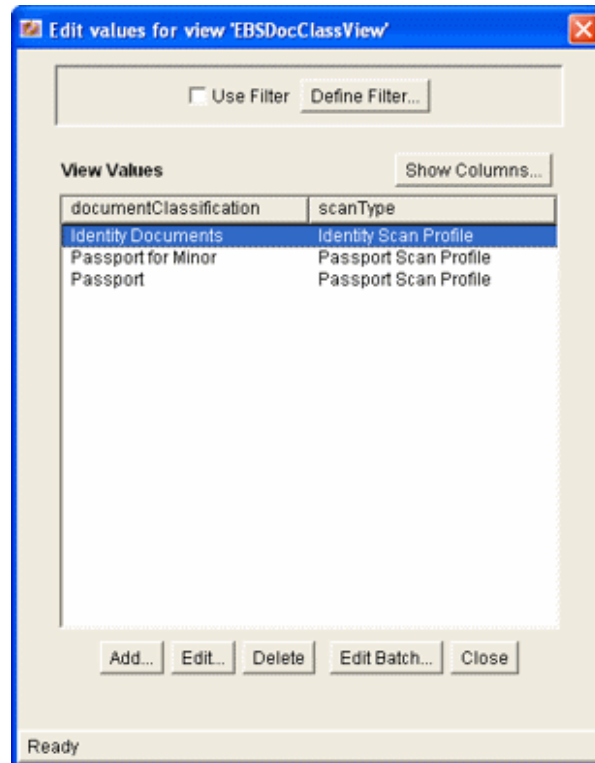 Edit values for view 'EBSDocClassView'
Use Filter Define Filter...
View Values Show Columns...
documentClassification scanType
Identity Documents Identity Scan Profile
Passport for Minor Passport Scan Profile
Passport Passport Scan Profile
Add... Edit... Delete Edit Batch... Close
Ready